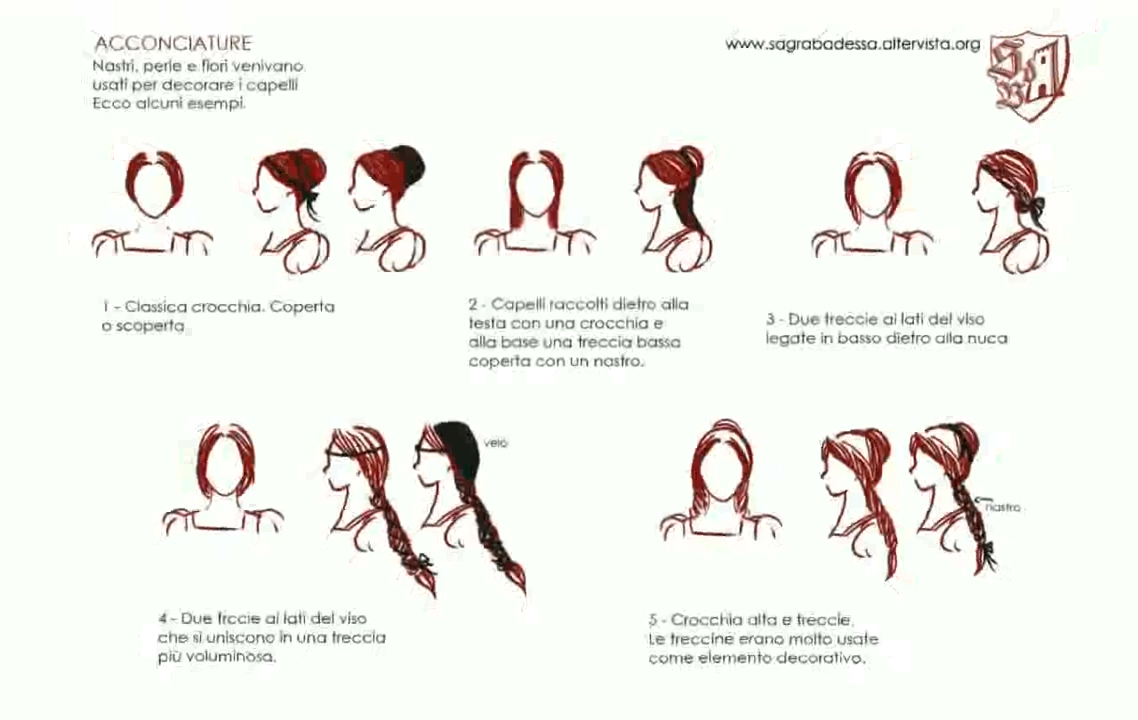 ACCONCIATURE
Nastri, perle e fiori venivano
usati per decorare i capelli
Ecco alcuni esempi.
www.sagrabadessa.altervista.org
S
B
1 - Classica crocchia. Coperta
o scoperta
2 - Capelli raccolti dietro alla
testa con una crocchia e
alla base una treccia bassa
coperta con un nastro.
3 - Due treccie ai lati del viso
legate in basso dietro alla nuca
velo
nastro
4 - Due trccie ai lati del viso
che si uniscono in una treccia
più voluminosa.
5 - Crocchia alta e treccie.
Le treccine erano molto usate
come elemento decorativo.